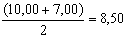 (10,00 + 7,00)
2
= 8,50